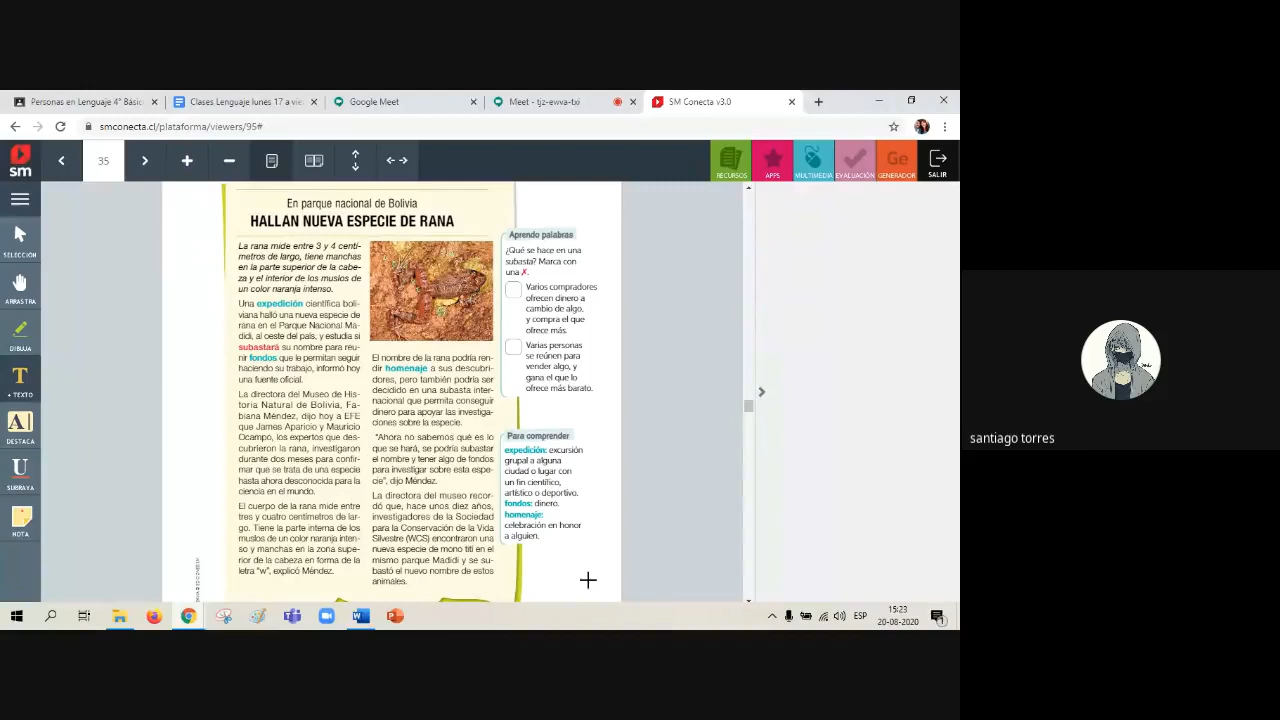 Personas en Lenguaje 4° Básic
Clases Lenguaje lunes 17 a vie
Google Meet
Meet - tjz-ewva-txi
SM Conecta v3.0
smconecta.cl/plataforma/viewers/95#
sm
35
RECURSOS
APPS
MULTIMEDIA
EVALUACIÓN
Ge
GENERADOR
SALIR
SELECCIÓN
ARRASTRA
DIBUJA
T
+ TEXTO
A
DESTACA
U
SUBRAYA
NOTA
En parque nacional de Bolivia
HALLAN NUEVA ESPECIE DE RANA
La rana mide entre 3 y 4 centí-
metros de largo, tiene manchas
en la parte superior de la cabe-
za y el interior de los muslos de
un color naranja intenso.
Una expedición científica boli-
viana halló una nueva especie de
rana en el Parque Nacional Ma-
didi, al oeste del país, y estudia si
subastará su nombre para reu-
nir fondos que le permitan seguir
haciendo su trabajo, informó hoy
una fuente oficial.
La directora del Museo de His-
toria Natural de Bolivia, Fa-
biana Méndez, dijo hoy a EFE
que James Aparicio y Mauricio
Ocampo, los expertos que des-
cubrieron la rana, investigaron
durante dos meses para confir-
mar que se trata de una especie
hasta ahora desconocida para la
ciencia en el mundo.
El cuerpo de la rana mide entre
tres y cuatro centímetros de lar-
go. Tiene la parte interna de los
muslos de un color naranja inten-
so y manchas en la zona supe-
rior de la cabeza en forma de la
letra "w", explicó Méndez.
El nombre de la rana podría ren-
dir homenaje a sus descubri-
dores, pero también podría ser
decidido en una subasta inter-
nacional que permita conseguir
dinero para apoyar las investiga-
ciones sobre la especie.
"Ahora no sabemos qué es lo
que se hará, se podría subastar
el nombre y tener algo de fondos
para investigar sobre esta espe-
cie", dijo Méndez.
La directora del museo recor-
dó que, hace unos diez años,
investigadores de la Sociedad
para la Conservación de la Vida
Silvestre (WCS) encontraron una
nueva especie de mono tití en el
mismo parque Madidi y se su-
bastó el nuevo nombre de estos
animales.
Aprendo palabras
¿Qué se hace en una
subasta? Marca con
una ✗.
Varios compradores
ofrecen dinero a
cambio de algo,
y compra el que
ofrece más.
Varias personas
se reúnen para
vender algo, y
gana el que lo
ofrece más barato.
Para comprender
expedición: excursión
grupal a alguna
ciudad o lugar con
un fin científico,
artístico o deportivo.
fondos: dinero.
homenaje:
celebración en honor
a alguien.
santiago torres
ESP
15:23
20-08-2020